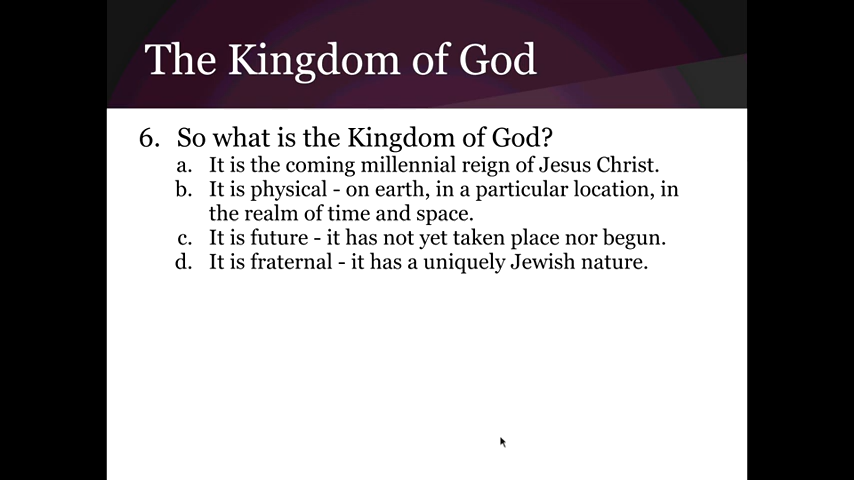 The Kingdom of God
6. So what is the Kingdom of God?
a. It is the coming millennial reign of Jesus Christ.
b. It is physical - on earth, in a particular location, in
the realm of time and space.
c. It is future - it has not yet taken place nor begun.
d. It is fraternal - it has a uniquely Jewish nature.